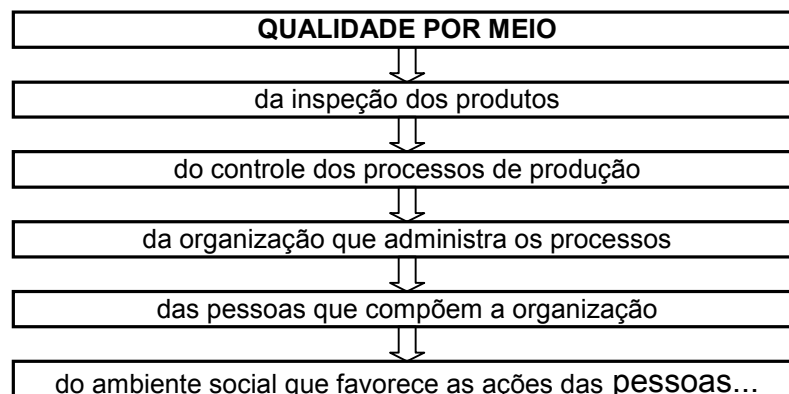 QUALIDADE POR MEIO
da inspeção dos produtos
do controle dos processos de produção
da organização que administra os processos
das pessoas que compõem a organização
do ambiente social que favorece as ações das pessoas...